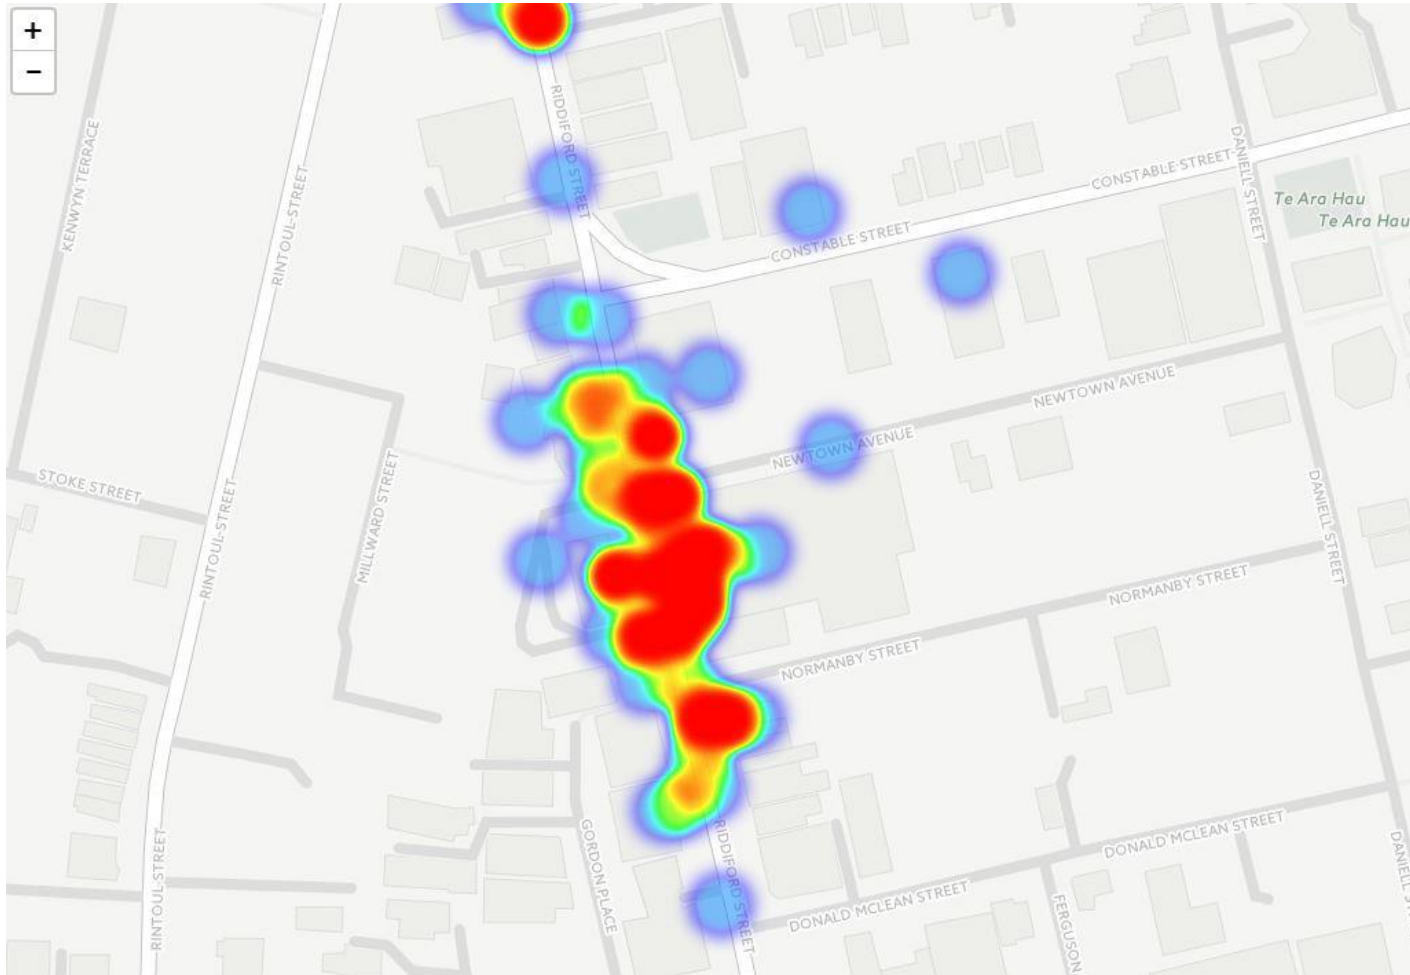 +
−
RIDDIFORD STREET
KENWYN TERRACE
RINTOUL STREET
DANIELL STREET
CONSTABLE STREET
Te Ara Hau
Te Ara Hau
CONSTABLE STREET
NEWTOWN AVENUE
NEWTOWN AVENUE
STOKE STREET
MILLWARD STREET
RINTOUL STREET
DANIELL STREET
NORMANBY STREET
NORMANBY STREET
RINTOUL STREET
GORDON PLACE
RIDDIFORD STREET
DONALD MCLEAN STREET
DONALD MCLEAN STREET
FERGUSON
DANIELL ST